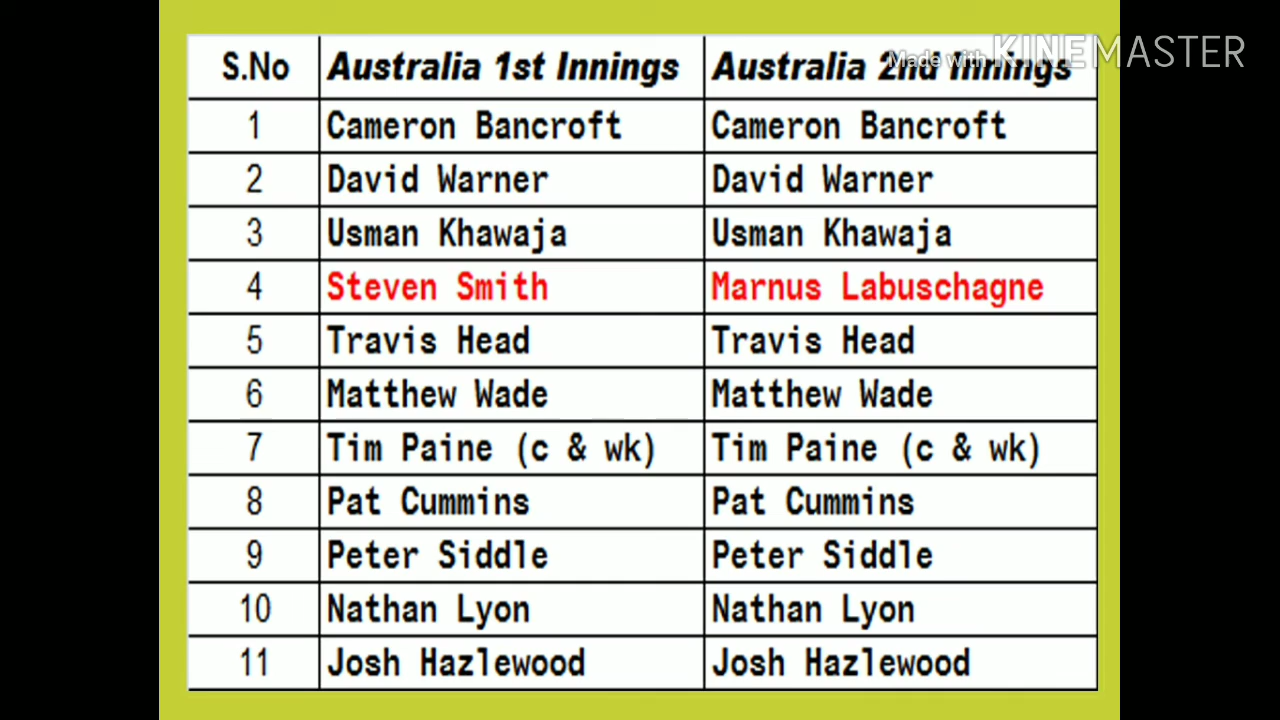 Made with KINEMASTER
S.No Australia 1st Innings Australia 2nd Innings
1 Cameron Bancroft Cameron Bancroft
2 David Warner David Warner
3 Usman Khawaja Usman Khawaja
4 Steven Smith Marnus Labuschagne
5 Travis Head Travis Head
6 Matthew Wade Matthew Wade
7 Tim Paine (c & wk) Tim Paine (c & wk)
8 Pat Cummins Pat Cummins
9 Peter Siddle Peter Siddle
10 Nathan Lyon Nathan Lyon
11 Josh Hazlewood Josh Hazlewood